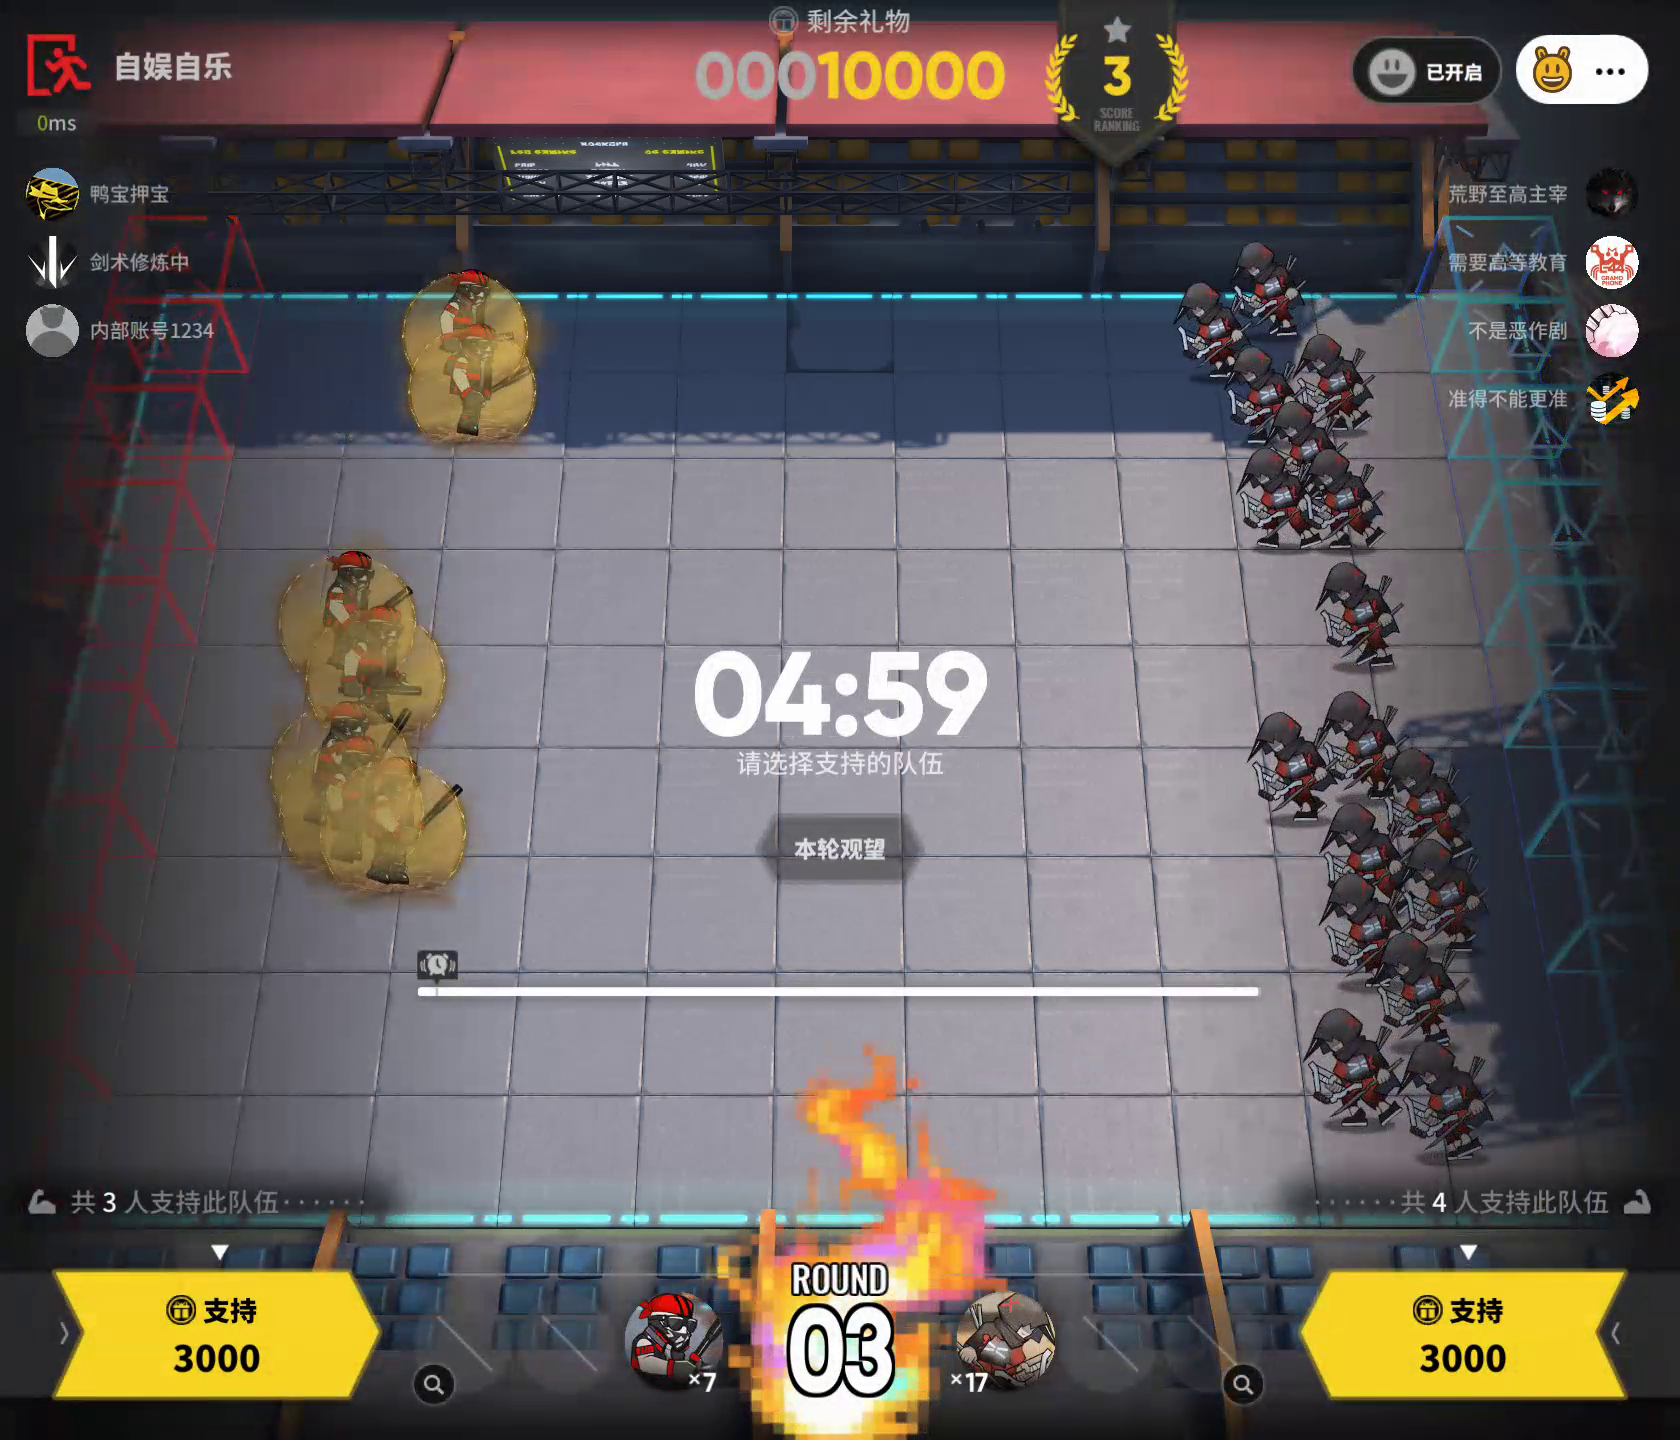 剩余礼物
00010000
自娱自乐
0ms
3
SCORE
RANKING
已开启
鸭宝押宝
剑术修炼中
内部账号1234
荒野至高主宰
需要高等教育
不是恶作剧
准得不能更准
04:59
请选择支持的队伍
本轮观望
共 3 人支持此队伍
共 4 人支持此队伍
支持
3000
×7
ROUND
03
×17
支持
3000